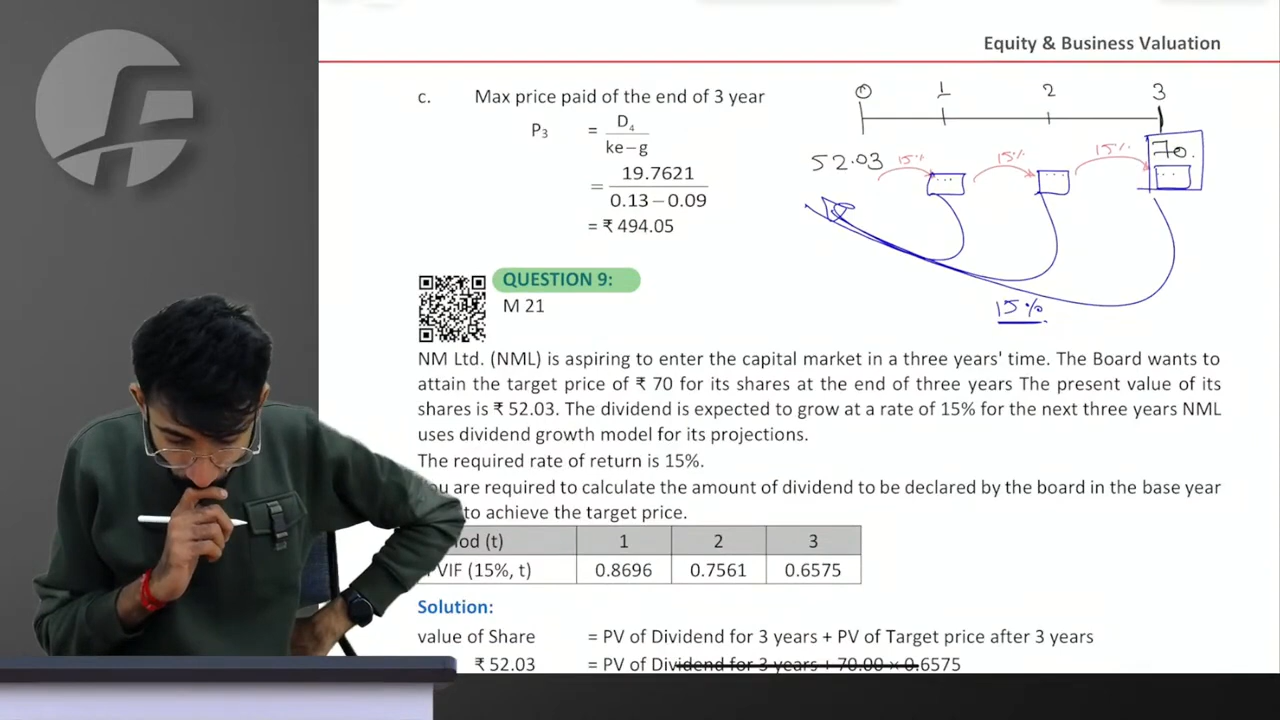 Equity & Business Valuation
c. Max price paid of the end of 3 year
P3 = D4
ke – g
= 19.7621
0.13 – 0.09
= ₹ 494.05
0 1 2 3
52.03 15% 15% 15% 70.
15%
QUESTION 9:
M 21
NM Ltd. (NML) is aspiring to enter the capital market in a three years' time. The Board wants to
attain the target price of ₹ 70 for its shares at the end of three years The present value of its
shares is ₹ 52.03. The dividend is expected to grow at a rate of 15% for the next three years NML
uses dividend growth model for its projections.
The required rate of return is 15%.
ou are required to calculate the amount of dividend to be declared by the board in the base year
to achieve the target price.
od (t) 1 2 3
VIF (15%, t) 0.8696 0.7561 0.6575
Solution:
value of Share = PV of Dividend for 3 years + PV of Target price after 3 years
₹ 52.03 = PV of Dividend for 3 years + 70.00 × 0.6575